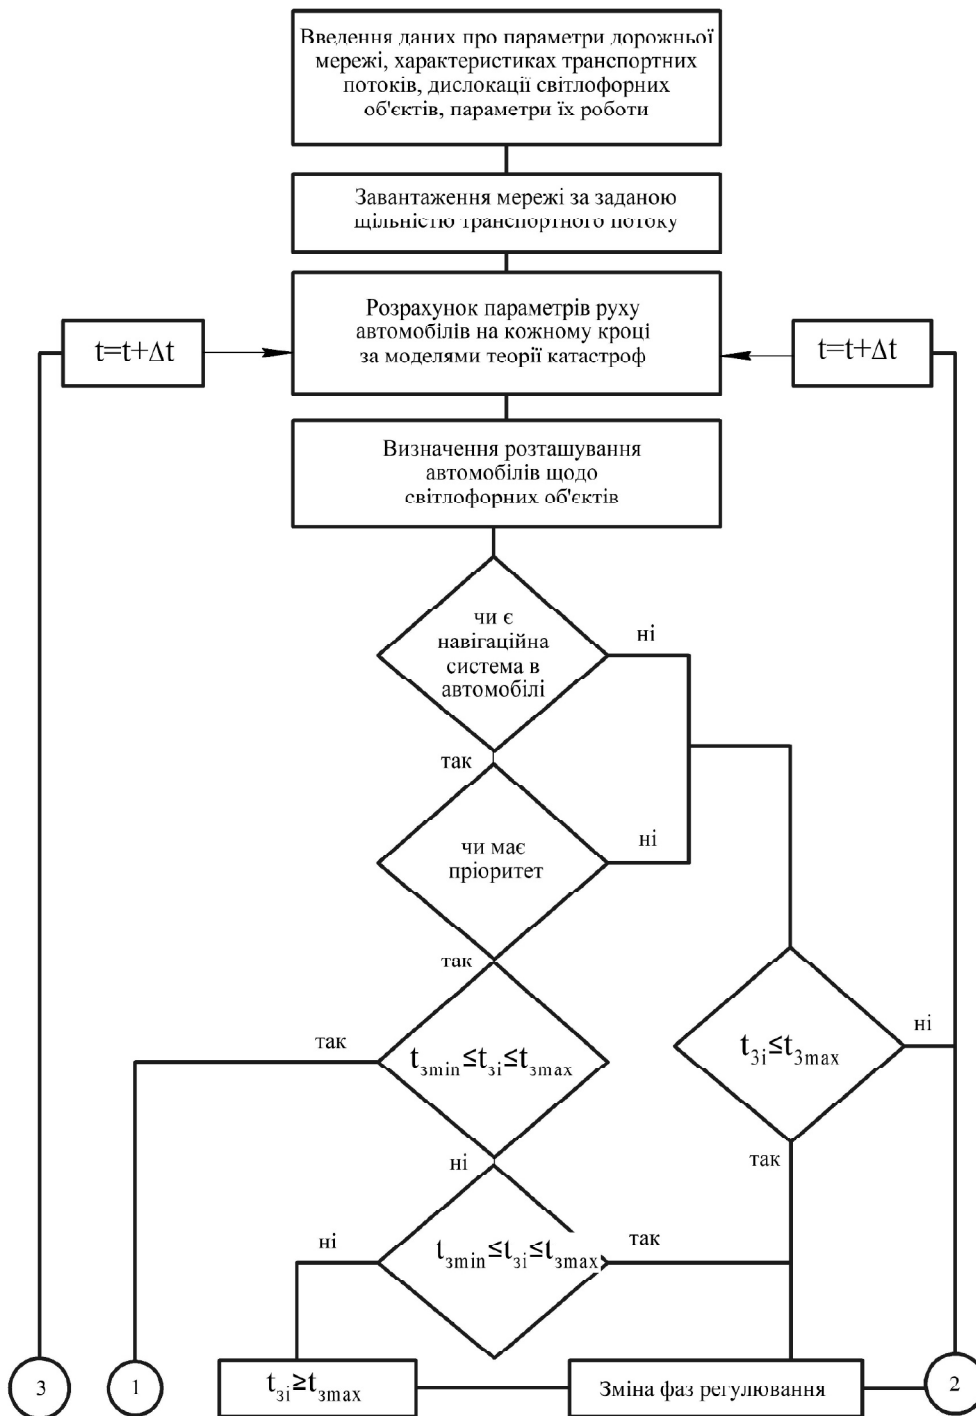 Введення даних про параметри дорожньої
мережі, характеристиках транспортних
потоків, дислокації світлофорних
об'єктів, параметри їх роботи
Завантаження мережі за заданою
щільністю транспортного потоку
Розрахунок параметрів руху
автомобілів на кожному кроці
за моделями теорії катастроф
t=t+Δt
t=t+Δt
Визначення розташування
автомобілів щодо
світлофорних об'єктів
чи є
навігаційна
система в
автомобілі
ні
так
чи має
пріоритет
ні
так
так
tзmin≤tзi≤tзmax
t3i≤t3max
ні
ні
так
ні
tзmin≤tзi≤tзmax
так
3
1
tзi≥tзmax
Зміна фаз регулювання
2